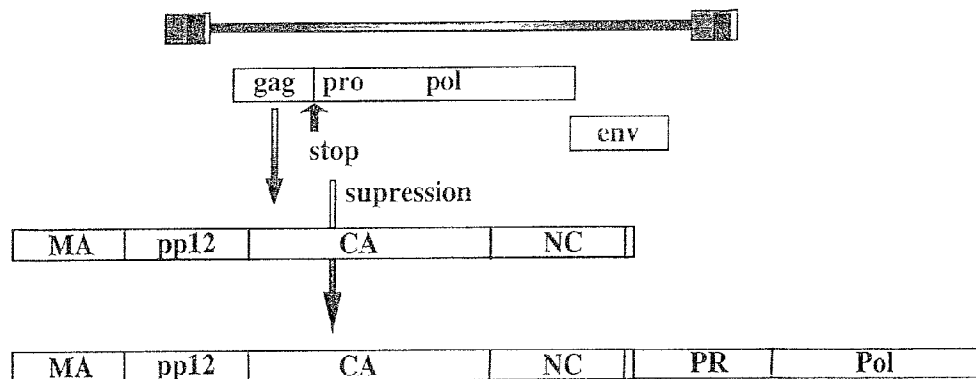 gag pro pol
env
stop
supression
MA pp12 CA NC
MA pp12 CA NC PR Pol